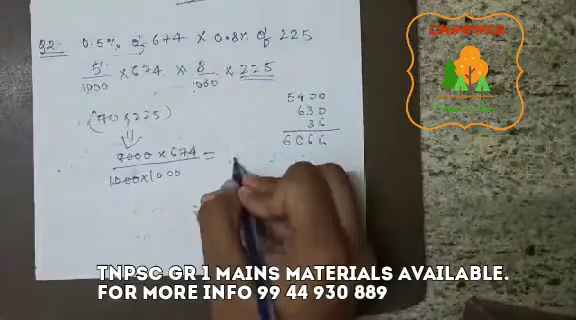 Q2: 0.5% of 674 × 0.8% of 225
5/1000 × 674 × 8/1000 × 225
(40 × 225)
9000 × 674 / 1000×1000 =
5400
630
36
6066
TNPSC GR 1 MAINS MATERIALS AVAILABLE.
FOR MORE INFO 99 44 930 889